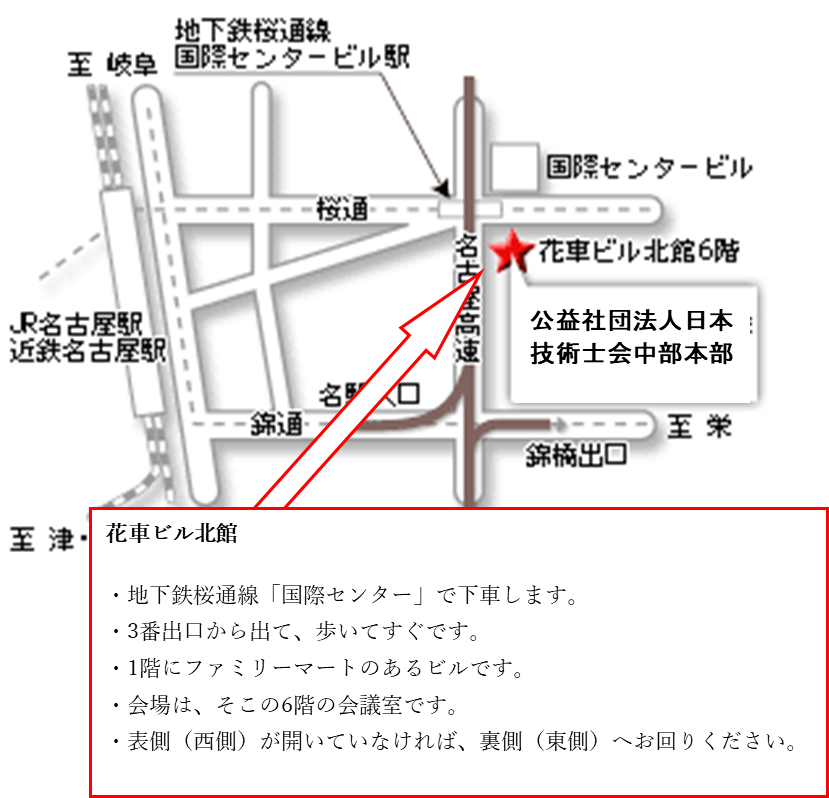 地下鉄桜通線
国際センタービル駅
至 岐阜
国際センタービル
桜通
名古屋高速
花車ビル北館6階
公益社団法人日本
技術士会中部本部
JR名古屋駅
近鉄名古屋駅
錦通
至 栄
錦橋出口
至 津・
花車ビル北館
・地下鉄桜通線「国際センター」で下車します。
・3番出口から出て、歩いてすぐです。
・1階にファミリーマートのあるビルです。
・会場は、そこの6階の会議室です。
・表側（西側）が開いていなければ、裏側（東側）へお回りください。